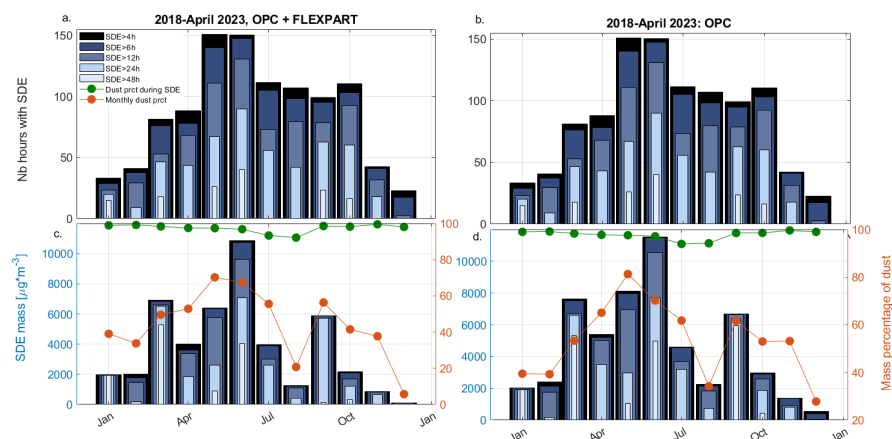 a.
2018-April 2023, OPC + FLEXPART
b.
2018-April 2023: OPC
150
100
50
0
Nb hours with SDE
SDE>4h
SDE>6h
SDE>12h
SDE>24h
SDE>48h
Dust prct during SDE
Monthly dust prct
150
100
50
0
c.
10000
8000
6000
4000
2000
0
SDE mass [μg*m⁻³]
100
80
60
40
20
0
Jan
Apr
Jul
Oct
Jan
d.
10000
8000
6000
4000
2000
0
100
80
60
40
20
Mass percentage of dust
Jan
Apr
Jul
Oct
Jan